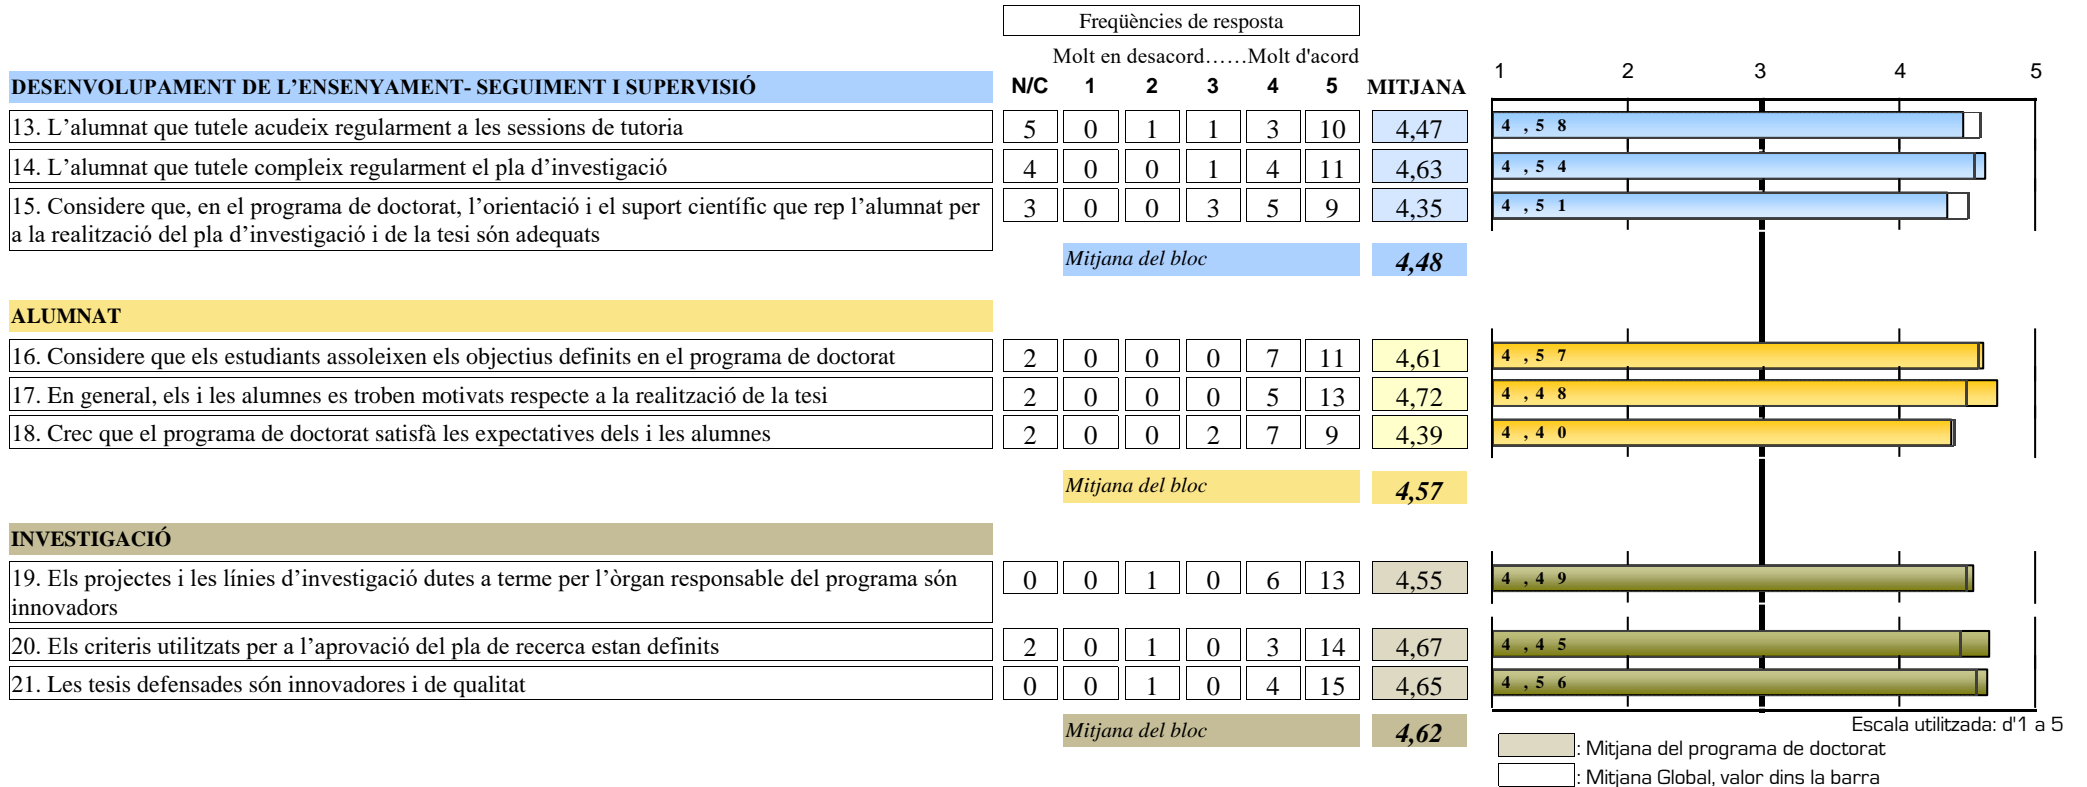 Freqüències de resposta
Molt en desacord……Molt d'acord
DESENVOLUPAMENT DE L’ENSENYAMENT- SEGUIMENT I SUPERVISIÓ N/C 1 2 3 4 5 MITJANA 1 2 3 4 5
13. L’alumnat que tutele acudeix regularment a les sessions de tutoria 5 0 1 1 3 10 4,47 4,58
14. L’alumnat que tutele compleix regularment el pla d’investigació 4 0 0 1 4 11 4,63 4,54
15. Considere que, en el programa de doctorat, l’orientació i el suport científic que rep l’alumnat per 3 0 0 3 5 9 4,35 4,51
a la realització del pla d’investigació i de la tesi són adequats
Mitjana del bloc 4,48
ALUMNAT
16. Considere que els estudiants assoleixen els objectius definits en el programa de doctorat 2 0 0 0 7 11 4,61 4,57
17. En general, els i les alumnes es troben motivats respecte a la realització de la tesi 2 0 0 0 5 13 4,72 4,48
18. Crec que el programa de doctorat satisfà les expectatives dels i les alumnes 2 0 0 2 7 9 4,39 4,40
Mitjana del bloc 4,57
INVESTIGACIÓ
19. Els projectes i les línies d’investigació dutes a terme per l’òrgan responsable del programa són 0 0 1 0 6 13 4,55 4,49
innovadors
20. Els criteris utilitzats per a l’aprovació del pla de recerca estan definits 2 0 1 0 3 14 4,67 4,45
21. Les tesis defensades són innovadores i de qualitat 0 0 1 0 4 15 4,65 4,56
Mitjana del bloc 4,62
Escala utilitzada: d'1 a 5
: Mitjana del programa de doctorat
: Mitjana Global, valor dins la barra